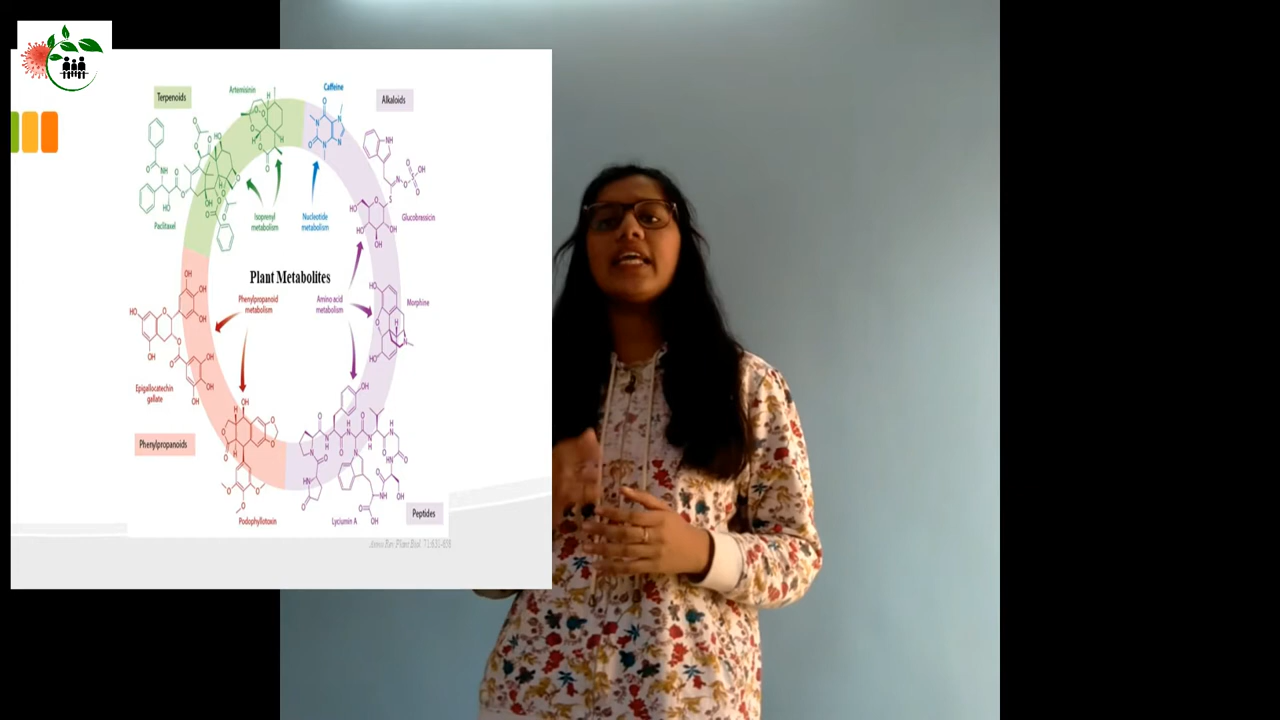 Terpenoids
Artemisinin
Caffeine
Alkaloids
Paclitaxel
Isoprenyl
metabolism
Nucleotide
metabolism
Glucobrassicin
Plant Metabolites
Phenylpropanoid
metabolism
Amino acid
metabolism
Morphine
Epigallocatechin
gallate
Phenylpropanoids
Podophyllotoxin
Lyciumin A
Peptides